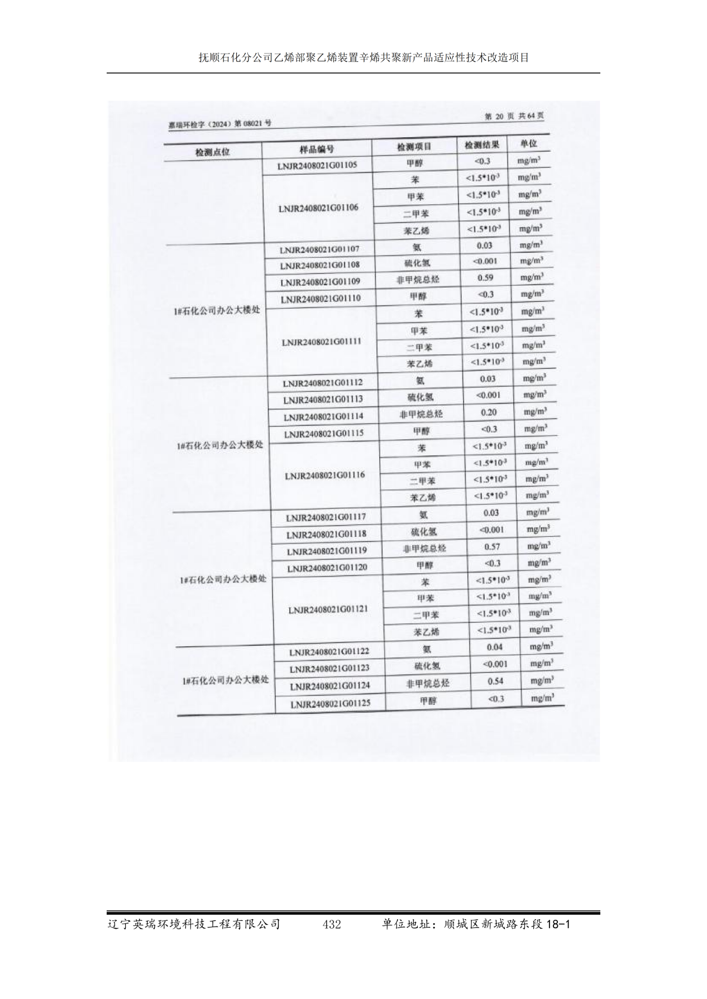 抚顺石化分公司乙烯部聚乙烯装置辛烯共聚新产品适应性技术改造项目
嘉瑞环检字（2024）第 08021 号 第 20 页 共 64 页
检测点位 样品编号 检测项目 检测结果 单位
LNJR2408021G01105 甲醇 <0.3 mg/m³
LNJR2408021G01106 苯 <1.5*10⁻³ mg/m³
甲苯 <1.5*10⁻³ mg/m³
二甲苯 <1.5*10⁻³ mg/m³
苯乙烯 <1.5*10⁻³ mg/m³
1#石化公司办公大楼处 LNJR2408021G01107 氨 0.03 mg/m³
LNJR2408021G01108 硫化氢 <0.001 mg/m³
LNJR2408021G01109 非甲烷总烃 0.59 mg/m³
LNJR2408021G01110 甲醇 <0.3 mg/m³
LNJR2408021G01111 苯 <1.5*10⁻³ mg/m³
甲苯 <1.5*10⁻³ mg/m³
二甲苯 <1.5*10⁻³ mg/m³
苯乙烯 <1.5*10⁻³ mg/m³
1#石化公司办公大楼处 LNJR2408021G01112 氨 0.03 mg/m³
LNJR2408021G01113 硫化氢 <0.001 mg/m³
LNJR2408021G01114 非甲烷总烃 0.20 mg/m³
LNJR2408021G01115 甲醇 <0.3 mg/m³
LNJR2408021G01116 苯 <1.5*10⁻³ mg/m³
甲苯 <1.5*10⁻³ mg/m³
二甲苯 <1.5*10⁻³ mg/m³
苯乙烯 <1.5*10⁻³ mg/m³
1#石化公司办公大楼处 LNJR2408021G01117 氨 0.03 mg/m³
LNJR2408021G01118 硫化氢 <0.001 mg/m³
LNJR2408021G01119 非甲烷总烃 0.57 mg/m³
LNJR2408021G01120 甲醇 <0.3 mg/m³
LNJR2408021G01121 苯 <1.5*10⁻³ mg/m³
甲苯 <1.5*10⁻³ mg/m³
二甲苯 <1.5*10⁻³ mg/m³
苯乙烯 <1.5*10⁻³ mg/m³
1#石化公司办公大楼处 LNJR2408021G01122 氨 0.04 mg/m³
LNJR2408021G01123 硫化氢 <0.001 mg/m³
LNJR2408021G01124 非甲烷总烃 0.54 mg/m³
LNJR2408021G01125 甲醇 <0.3 mg/m³
辽宁英瑞环境科技工程有限公司 432 单位地址：顺城区新城路东段 18-1